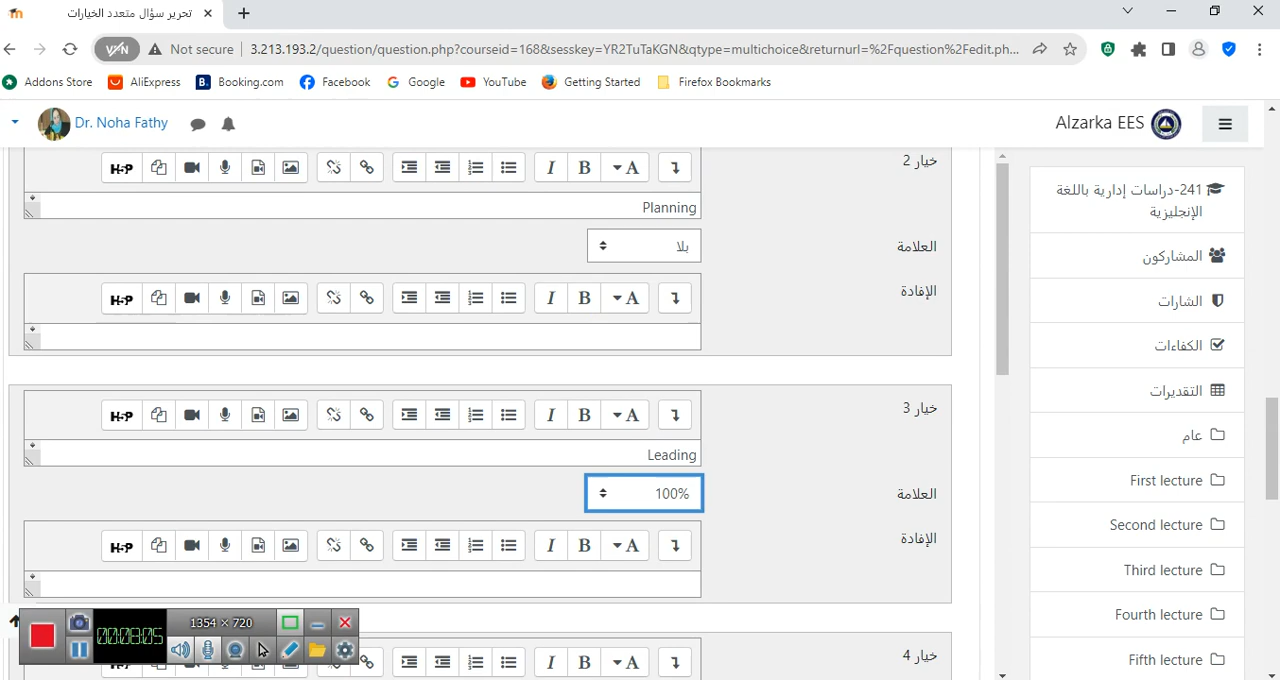 تحرير سؤال متعدد الخيارات
VPN
Not secure
3.213.193.2/question/question.php?courseid=168&sesskey=YR2TuTaKGN&qtype=multichoice&returnurl=%2Fquestion%2Fedit.ph...
Addons Store
AliExpress
Booking.com
Facebook
Google
YouTube
Getting Started
Firefox Bookmarks
Dr. Noha Fathy
Alzarka EES
خيار 2
H-P
I B A
Planning
العلامة
بلا
الإفادة
H-P
I B A
خيار 3
H-P
I B A
Leading
العلامة
100%
الإفادة
H-P
I B A
خيار 4
I B A
241-دراسات إدارية باللغة
الإنجليزية
المشاركون
الشارات
الكفاءات
التقديرات
عام
First lecture
Second lecture
Third lecture
Fourth lecture
Fifth lecture
00:08:05
1354 × 720